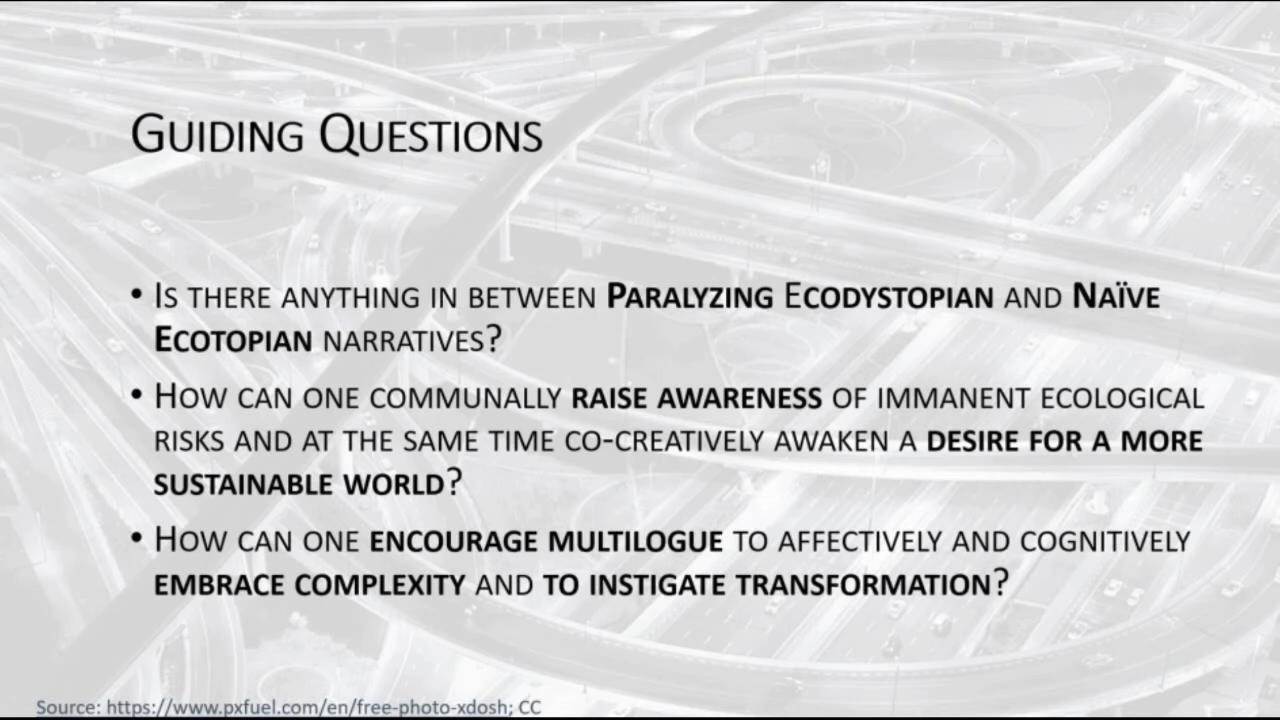 Guiding Questions
• Is there anything in between Paralyzing Ecodystopian and Naïve
Ecotopian narratives?
• How can one communally raise awareness of immanent ecological
risks and at the same time co-creatively awaken a desire for a more
sustainable world?
• How can one encourage multilogue to affectively and cognitively
embrace complexity and to instigate transformation?
Source: https://www.pxfuel.com/en/free-photo-xdosh; CC